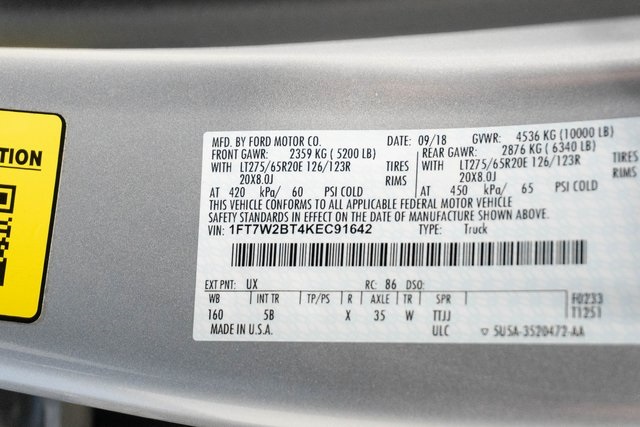 TION
MFD. BY FORD MOTOR CO. DATE: 09/18 GVWR: 4536 KG (10000 LB)
FRONT GAWR: 2359 KG ( 5200 LB) REAR GAWR: 2876 KG ( 6340 LB)
WITH LT275/65R20E 126/123R TIRES WITH LT275/65R20E 126/123R TIRES
20X8.0J RIMS 20X8.0J RIMS
AT 420 kPa/ 60 PSI COLD AT 450 kPa/ 65 PSI COLD
THIS VEHICLE CONFORMS TO ALL APPLICABLE FEDERAL MOTOR VEHICLE
SAFETY STANDARDS IN EFFECT ON THE DATE OF MANUFACTURE SHOWN ABOVE.
VIN: 1FT7W2BT4KEC91642 TYPE: Truck
EXT PNT: UX RC: 86 DSO:
WB INT TR TP/PS R AXLE TR SPR F0233
160 5B X 35 W TTJJ T1251
MADE IN U.S.A. ULC 5U5A-3520472-AA